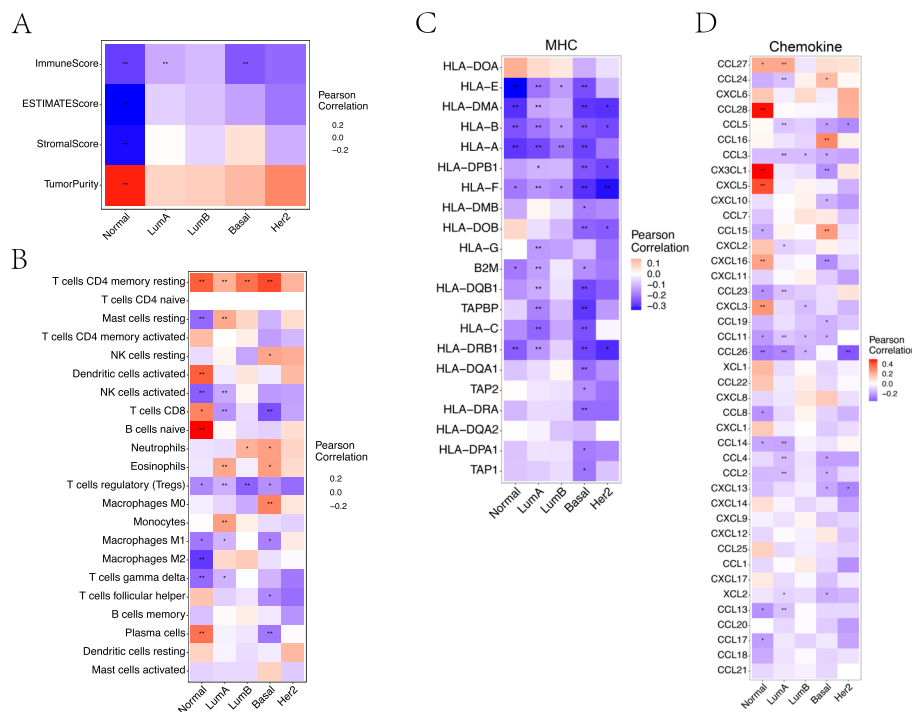 A
ImmuneScore
ESTIMATEScore
StromalScore
TumorPurity
Normal
LumA
LumB
Basal
Her2
Pearson
Correlation
0.2
0.0
−0.2
B
T cells CD4 memory resting
T cells CD4 naive
Mast cells resting
T cells CD4 memory activated
NK cells resting
Dendritic cells activated
NK cells activated
T cells CD8
B cells naive
Neutrophils
Eosinophils
T cells regulatory (Tregs)
Macrophages M0
Monocytes
Macrophages M1
Macrophages M2
T cells gamma delta
T cells follicular helper
B cells memory
Plasma cells
Dendritic cells resting
Mast cells activated
Normal
LumA
LumB
Basal
Her2
Pearson
Correlation
0.2
0.0
−0.2
C
MHC
HLA−DOA
HLA−E
HLA−DMA
HLA−B
HLA−A
HLA−DPB1
HLA−F
HLA−DMB
HLA−DOB
HLA−G
B2M
HLA−DQB1
TAPBP
HLA−C
HLA−DRB1
HLA−DQA1
TAP2
HLA−DRA
HLA−DQA2
HLA−DPA1
TAP1
Normal
LumA
LumB
Basal
Her2
Pearson
Correlation
0.1
0.0
−0.1
−0.2
−0.3
D
Chemokine
CCL27
CCL24
CXCL6
CCL28
CCL5
CCL16
CCL3
CX3CL1
CXCL5
CXCL10
CCL7
CCL15
CXCL2
CXCL16
CXCL11
CCL23
CXCL3
CCL19
CCL11
CCL26
XCL1
CCL22
CXCL8
CCL8
CXCL1
CCL14
CCL4
CCL2
CXCL13
CXCL14
CXCL9
CXCL12
CCL25
CCL1
CXCL17
XCL2
CCL13
CCL20
CCL17
CCL18
CCL21
Normal
LumA
LumB
Basal
Her2
Pearson
Correlation
0.4
0.2
0.0
−0.2